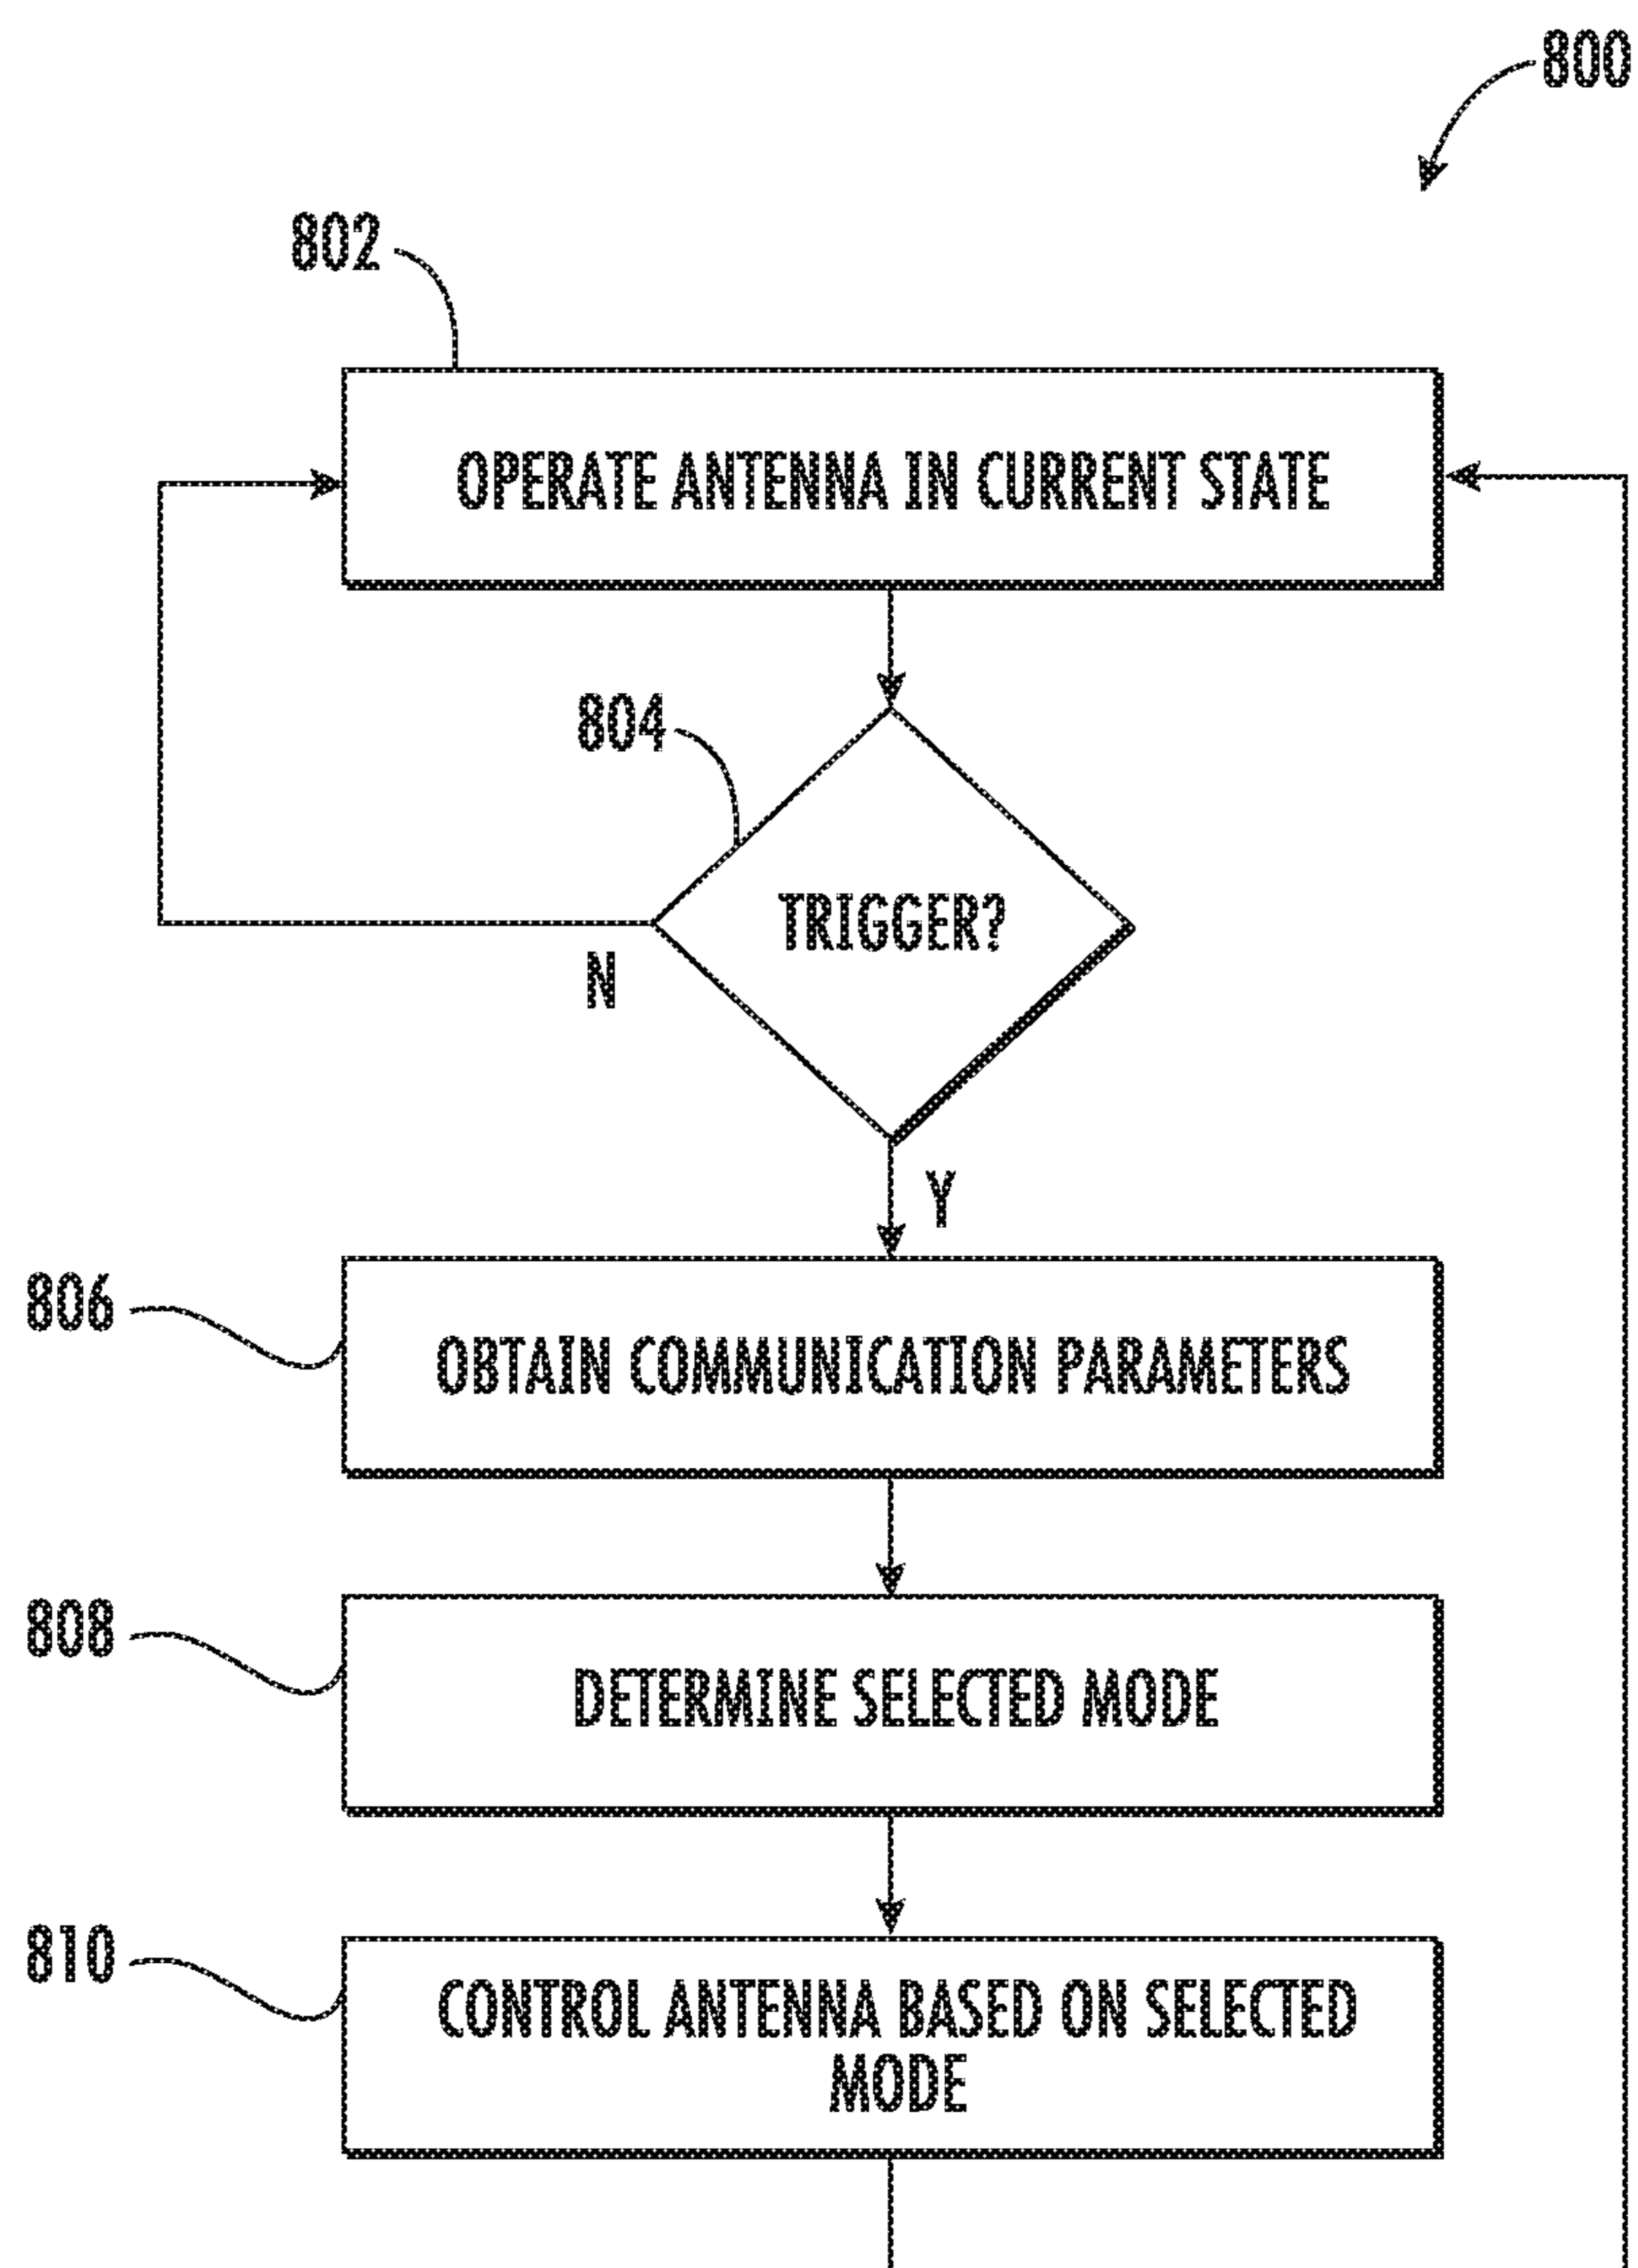 800
802
OPERATE ANTENNA IN CURRENT STATE
804
TRIGGER?
N
Y
806
OBTAIN COMMUNICATION PARAMETERS
808
DETERMINE SELECTED MODE
810
CONTROL ANTENNA BASED ON SELECTED
MODE